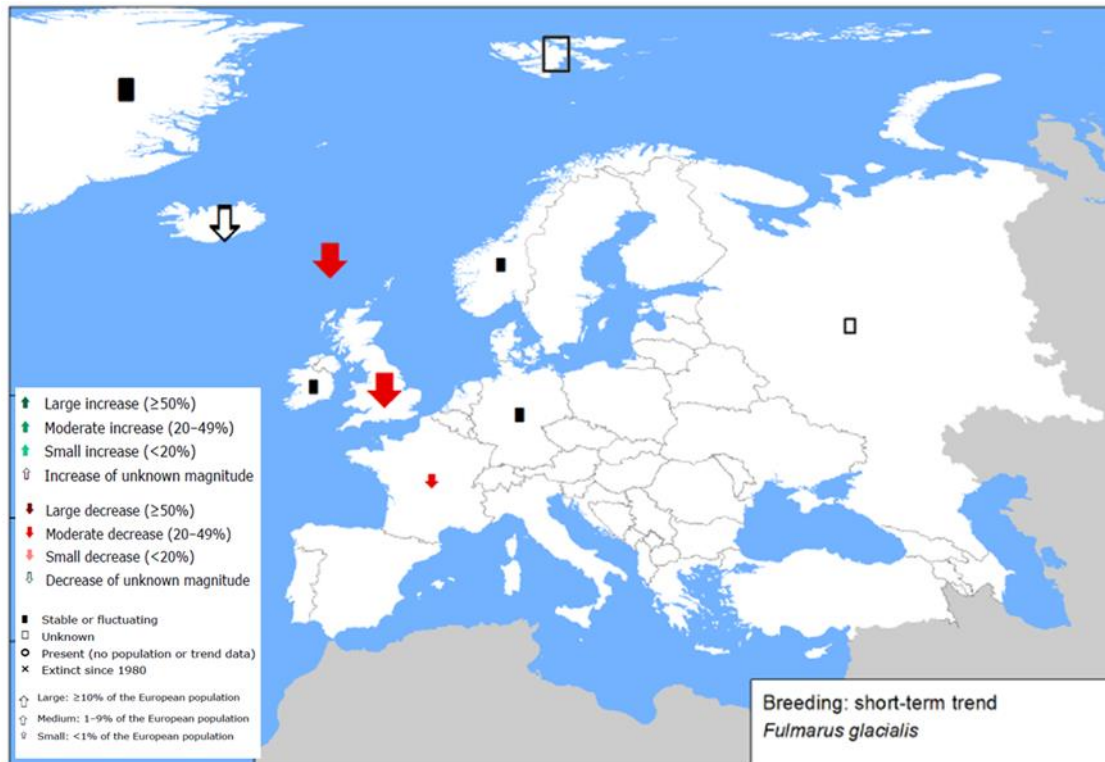 Large increase (≥50%)
Moderate increase (20–49%)
Small increase (<20%)
Increase of unknown magnitude
Large decrease (≥50%)
Moderate decrease (20–49%)
Small decrease (<20%)
Decrease of unknown magnitude
Stable or fluctuating
Unknown
Present (no population or trend data)
Extinct since 1980
Large: ≥10% of the European population
Medium: 1–9% of the European population
Small: <1% of the European population
Breeding: short-term trend
Fulmarus glacialis